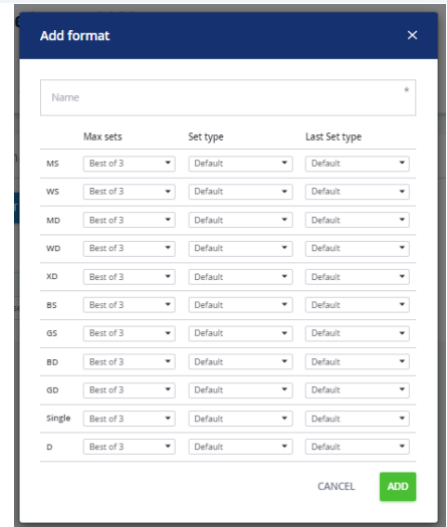 Add format ×
Name *
Max sets Set type Last Set type
MS Best of 3 Default Default
WS Best of 3 Default Default
MD Best of 3 Default Default
WD Best of 3 Default Default
XD Best of 3 Default Default
BS Best of 3 Default Default
GS Best of 3 Default Default
BD Best of 3 Default Default
GD Best of 3 Default Default
Single Best of 3 Default Default
D Best of 3 Default Default
CANCEL ADD